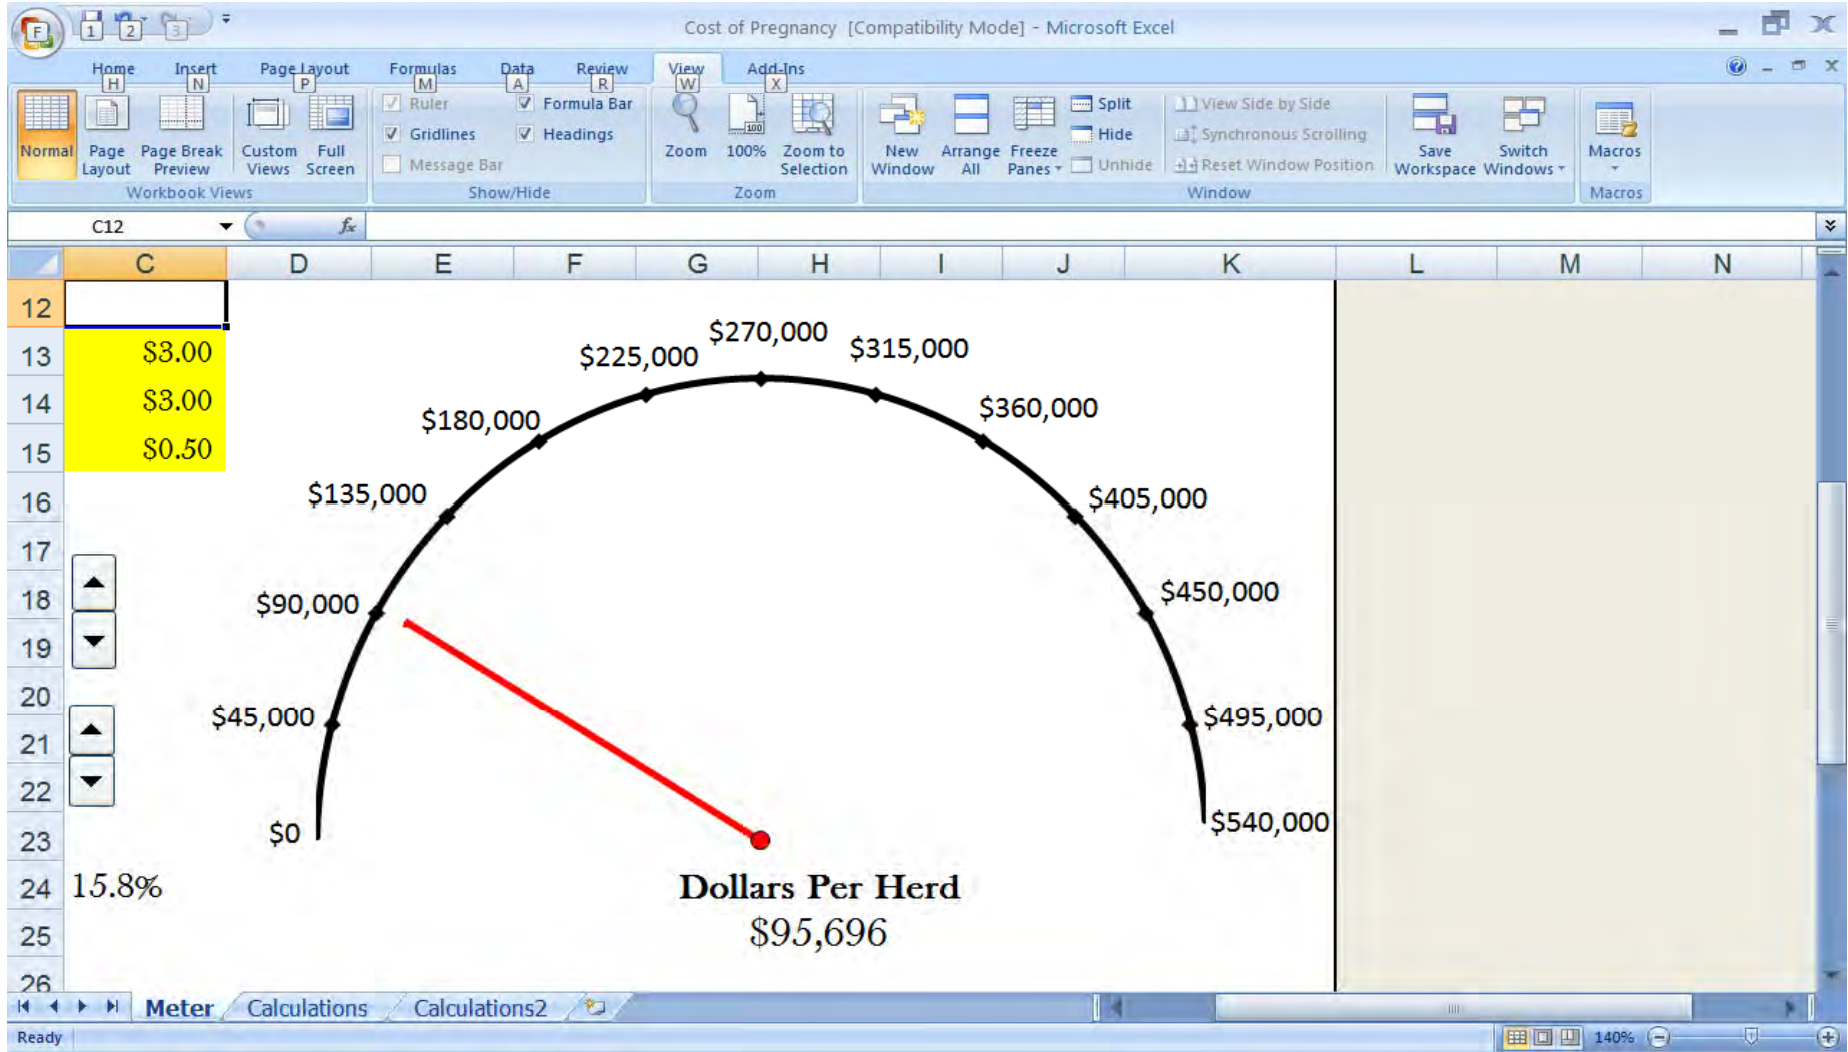 F 1 2 3
Cost of Pregnancy [Compatibility Mode] - Microsoft Excel
Home Insert Page Layout Formulas Data Review View Add-Ins
H N P M A R W X
Normal
Page Layout
Page Break Preview
Custom Views
Full Screen
Workbook Views
Ruler
Formula Bar
Gridlines
Headings
Message Bar
Show/Hide
Zoom
100
100%
Zoom to Selection
Zoom
New Window
Arrange All
Freeze Panes
Split
Hide
Unhide
View Side by Side
Synchronous Scrolling
Reset Window Position
Window
Save Workspace
Switch Windows
Macros
Macros
C12
fx
C D E F G H I J K L M N
12
13 $3.00
14 $3.00
15 $0.50
16
17
18
19
20
21
22
23
24 15.8%
25
26
$0
$45,000
$90,000
$135,000
$180,000
$225,000
$270,000
$315,000
$360,000
$405,000
$450,000
$495,000
$540,000
Dollars Per Herd
$95,696
Meter Calculations Calculations2
Ready
140%